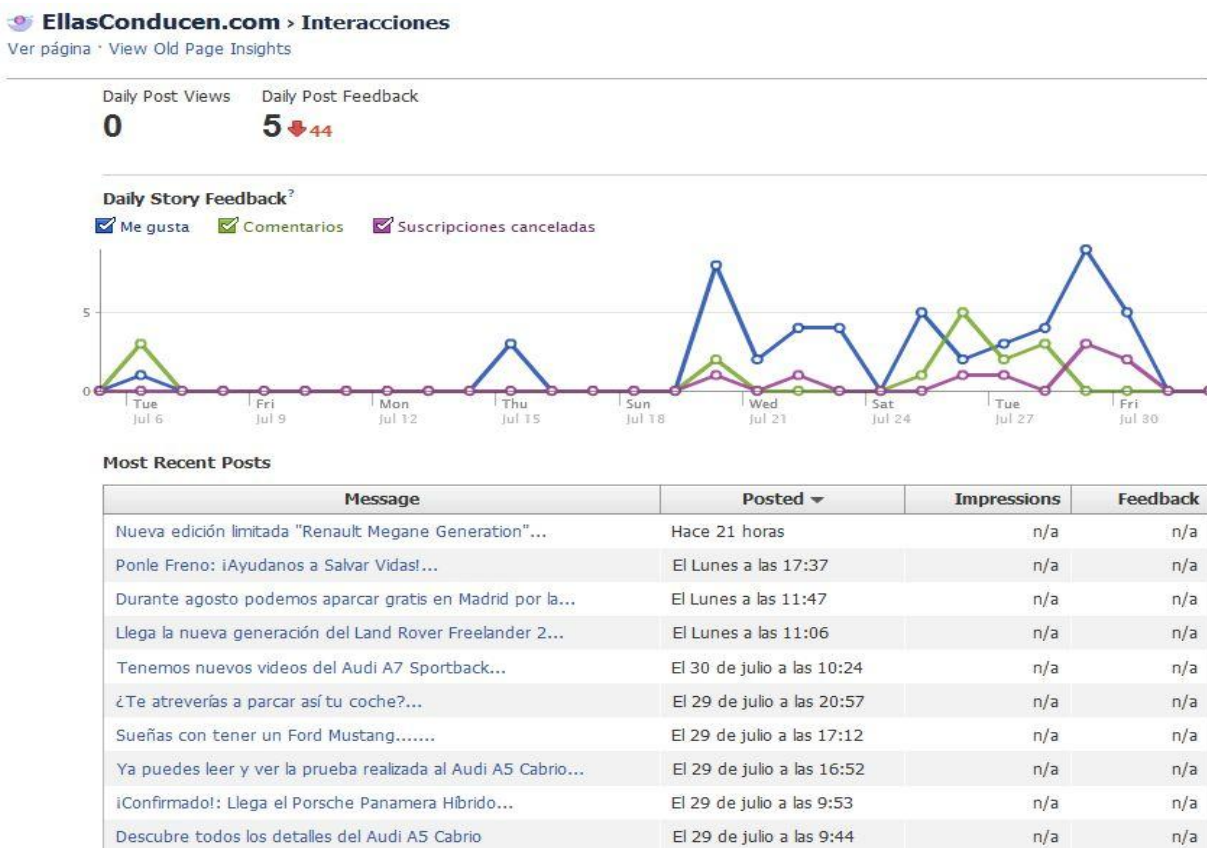 EllasConducen.com › Interacciones
Ver página · View Old Page Insights
Daily Post Views Daily Post Feedback
0 5 44
Daily Story Feedback?
Me gusta Comentarios Suscripciones canceladas
5
0
Tue Fri Mon Thu Sun Wed Sat Tue Fri
Jul 6 Jul 9 Jul 12 Jul 15 Jul 18 Jul 21 Jul 24 Jul 27 Jul 30
Most Recent Posts
Message Posted Impressions Feedback
Nueva edición limitada "Renault Megane Generation"... Hace 21 horas n/a n/a
Ponle Freno: ¡Ayudanos a Salvar Vidas!... El Lunes a las 17:37 n/a n/a
Durante agosto podemos aparcar gratis en Madrid por la... El Lunes a las 11:47 n/a n/a
Llega la nueva generación del Land Rover Freelander 2... El Lunes a las 11:06 n/a n/a
Tenemos nuevos videos del Audi A7 Sportback... El 30 de julio a las 10:24 n/a n/a
¿Te atreverías a parcar así tu coche?... El 29 de julio a las 20:57 n/a n/a
Sueñas con tener un Ford Mustang....... El 29 de julio a las 17:12 n/a n/a
Ya puedes leer y ver la prueba realizada al Audi A5 Cabrio... El 29 de julio a las 16:52 n/a n/a
¡Confirmado!: Llega el Porsche Panamera Híbrido... El 29 de julio a las 9:53 n/a n/a
Descubre todos los detalles del Audi A5 Cabrio El 29 de julio a las 9:44 n/a n/a